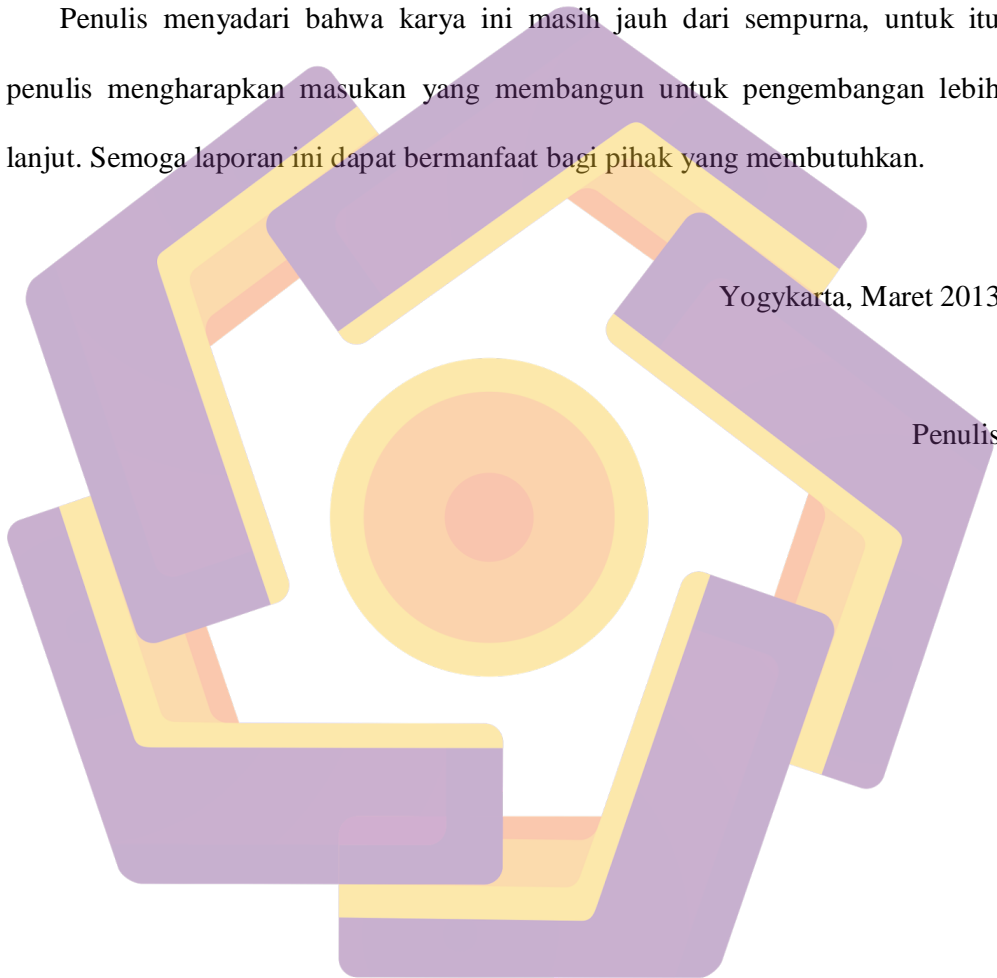 Penulis menyadari bahwa karya ini masih jauh dari sempurna, untuk itu
penulis mengharapkan masukan yang membangun untuk pengembangan lebih
lanjut. Semoga laporan ini dapat bermanfaat bagi pihak yang membutuhkan.
Yogykarta, Maret 2013
Penulis